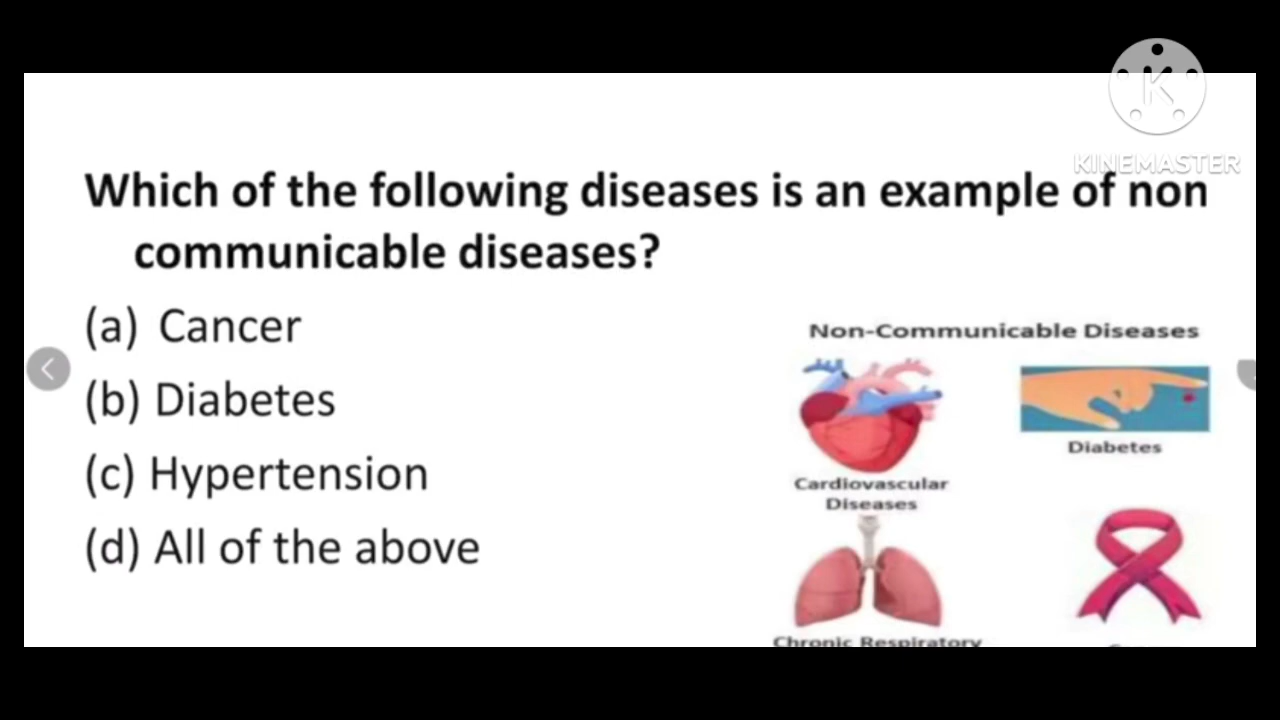 KINEMASTER
Which of the following diseases is an example of non
communicable diseases?
(a) Cancer
(b) Diabetes
(c) Hypertension
(d) All of the above
Non-Communicable Diseases
Diabetes
Cardiovascular
Diseases
Chronic Respiratory